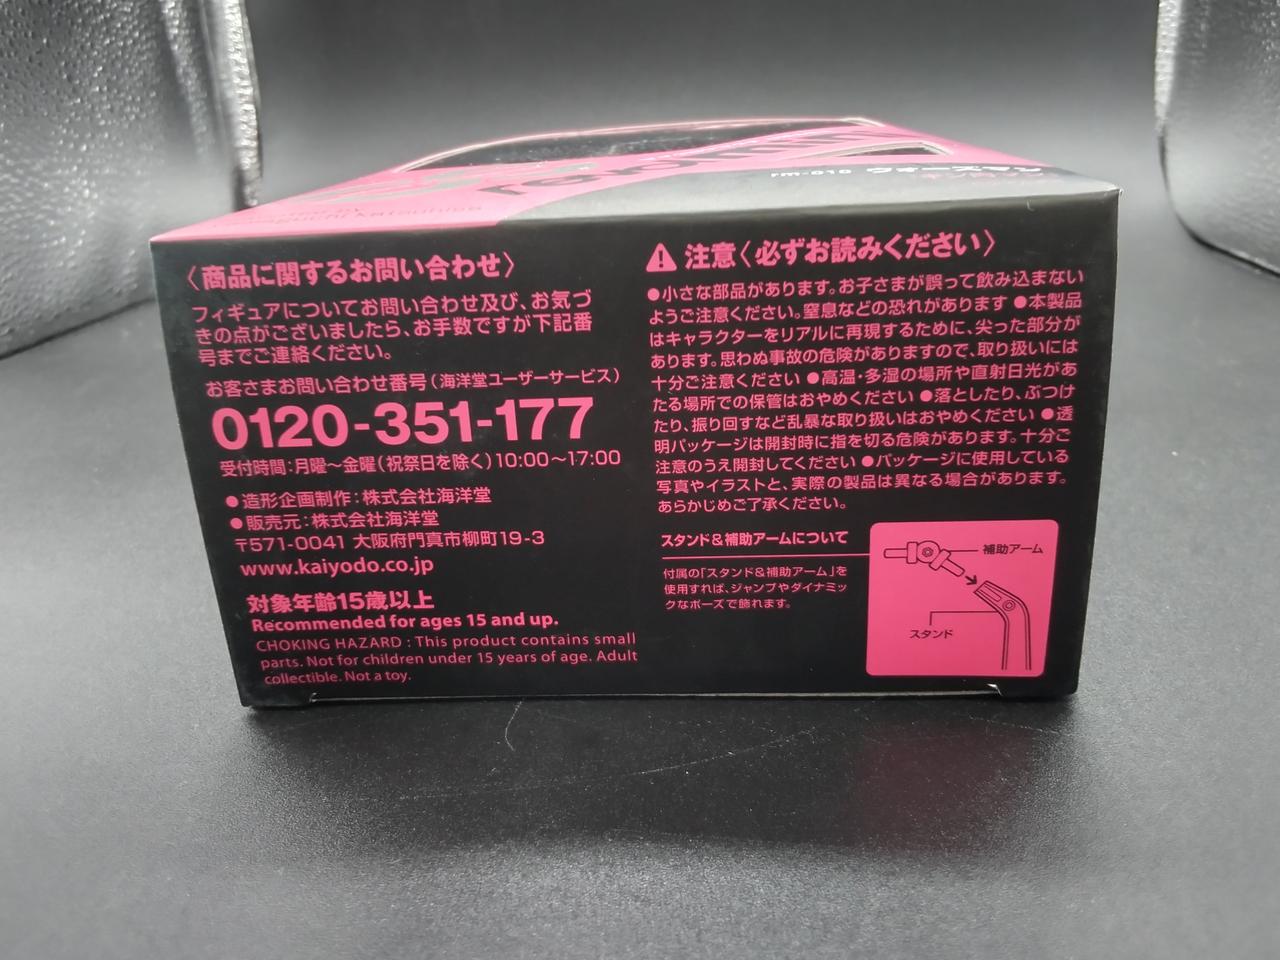 rm-010 ウォーズマン
〈商品に関するお問い合わせ〉
フィギュアについてお問い合わせ及び、お気づ
きの点がございましたら、お手数ですが下記番
号までご連絡ください。
お客さまお問い合わせ番号(海洋堂ユーザーサービス)
0120-351-177
受付時間:月曜〜金曜(祝祭日を除く)10:00〜17:00
●造形企画制作:株式会社海洋堂
●販売元:株式会社海洋堂
〒571-0041 大阪府門真市柳町19-3
www.kaiyodo.co.jp
対象年齢15歳以上
Recommended for ages 15 and up.
CHOKING HAZARD : This product contains small
parts. Not for children under 15 years of age. Adult
collectible. Not a toy.
注意〈必ずお読みください〉
●小さな部品があります。お子さまが誤って飲み込まない
ようご注意ください。窒息などの恐れがあります ●本製品
はキャラクターをリアルに再現するために、尖った部分が
あります。思わぬ事故の危険がありますので、取り扱いには
十分ご注意ください ●高温・多湿の場所や直射日光があ
たる場所での保管はおやめください ●落としたり、ぶつけ
たり、振り回すなど乱暴な取り扱いはおやめください ●透
明パッケージは開封時に指を切る危険があります。十分ご
注意のうえ開封してください ●パッケージに使用している
写真やイラストと、実際の製品は異なる場合があります。
あらかじめご了承ください。
スタンド&補助アームについて
付属の「スタンド&補助アーム」を
使用すれば、ジャンプやダイナミッ
クなポーズで飾れます。
補助アーム
スタンド